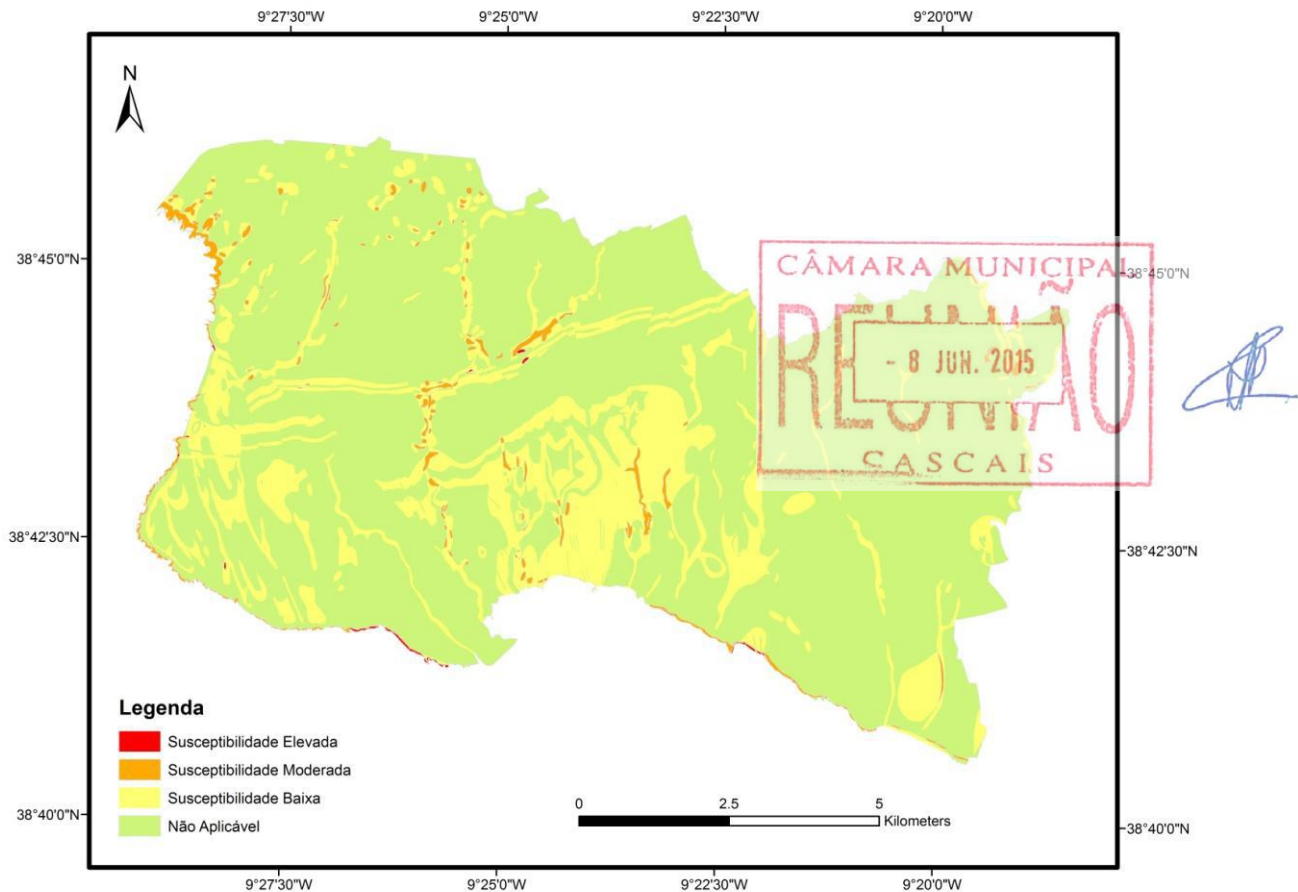 9°27'30"W 9°25'0"W 9°22'30"W 9°20'0"W
N
38°45'0"N 38°45'0"N
CÂMARA MUNICIPAL
REUNIÃO
- 8 JUN. 2015
CASCAIS
38°42'30"N 38°42'30"N
Legenda
Susceptibilidade Elevada
Susceptibilidade Moderada
Susceptibilidade Baixa
Não Aplicável
0 2.5 5
Kilometers
38°40'0"N 38°40'0"N
9°27'30"W 9°25'0"W 9°22'30"W 9°20'0"W